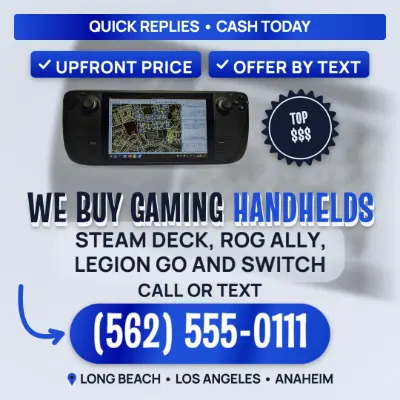 QUICK REPLIES • CASH TODAY
✓ UPFRONT PRICE ✓ OFFER BY TEXT
TOP
$$$
WE BUY GAMING HANDHELDS
STEAM DECK, ROG ALLY,
LEGION GO AND SWITCH
CALL OR TEXT
(562) 555-0111
LONG BEACH • LOS ANGELES • ANAHEIM